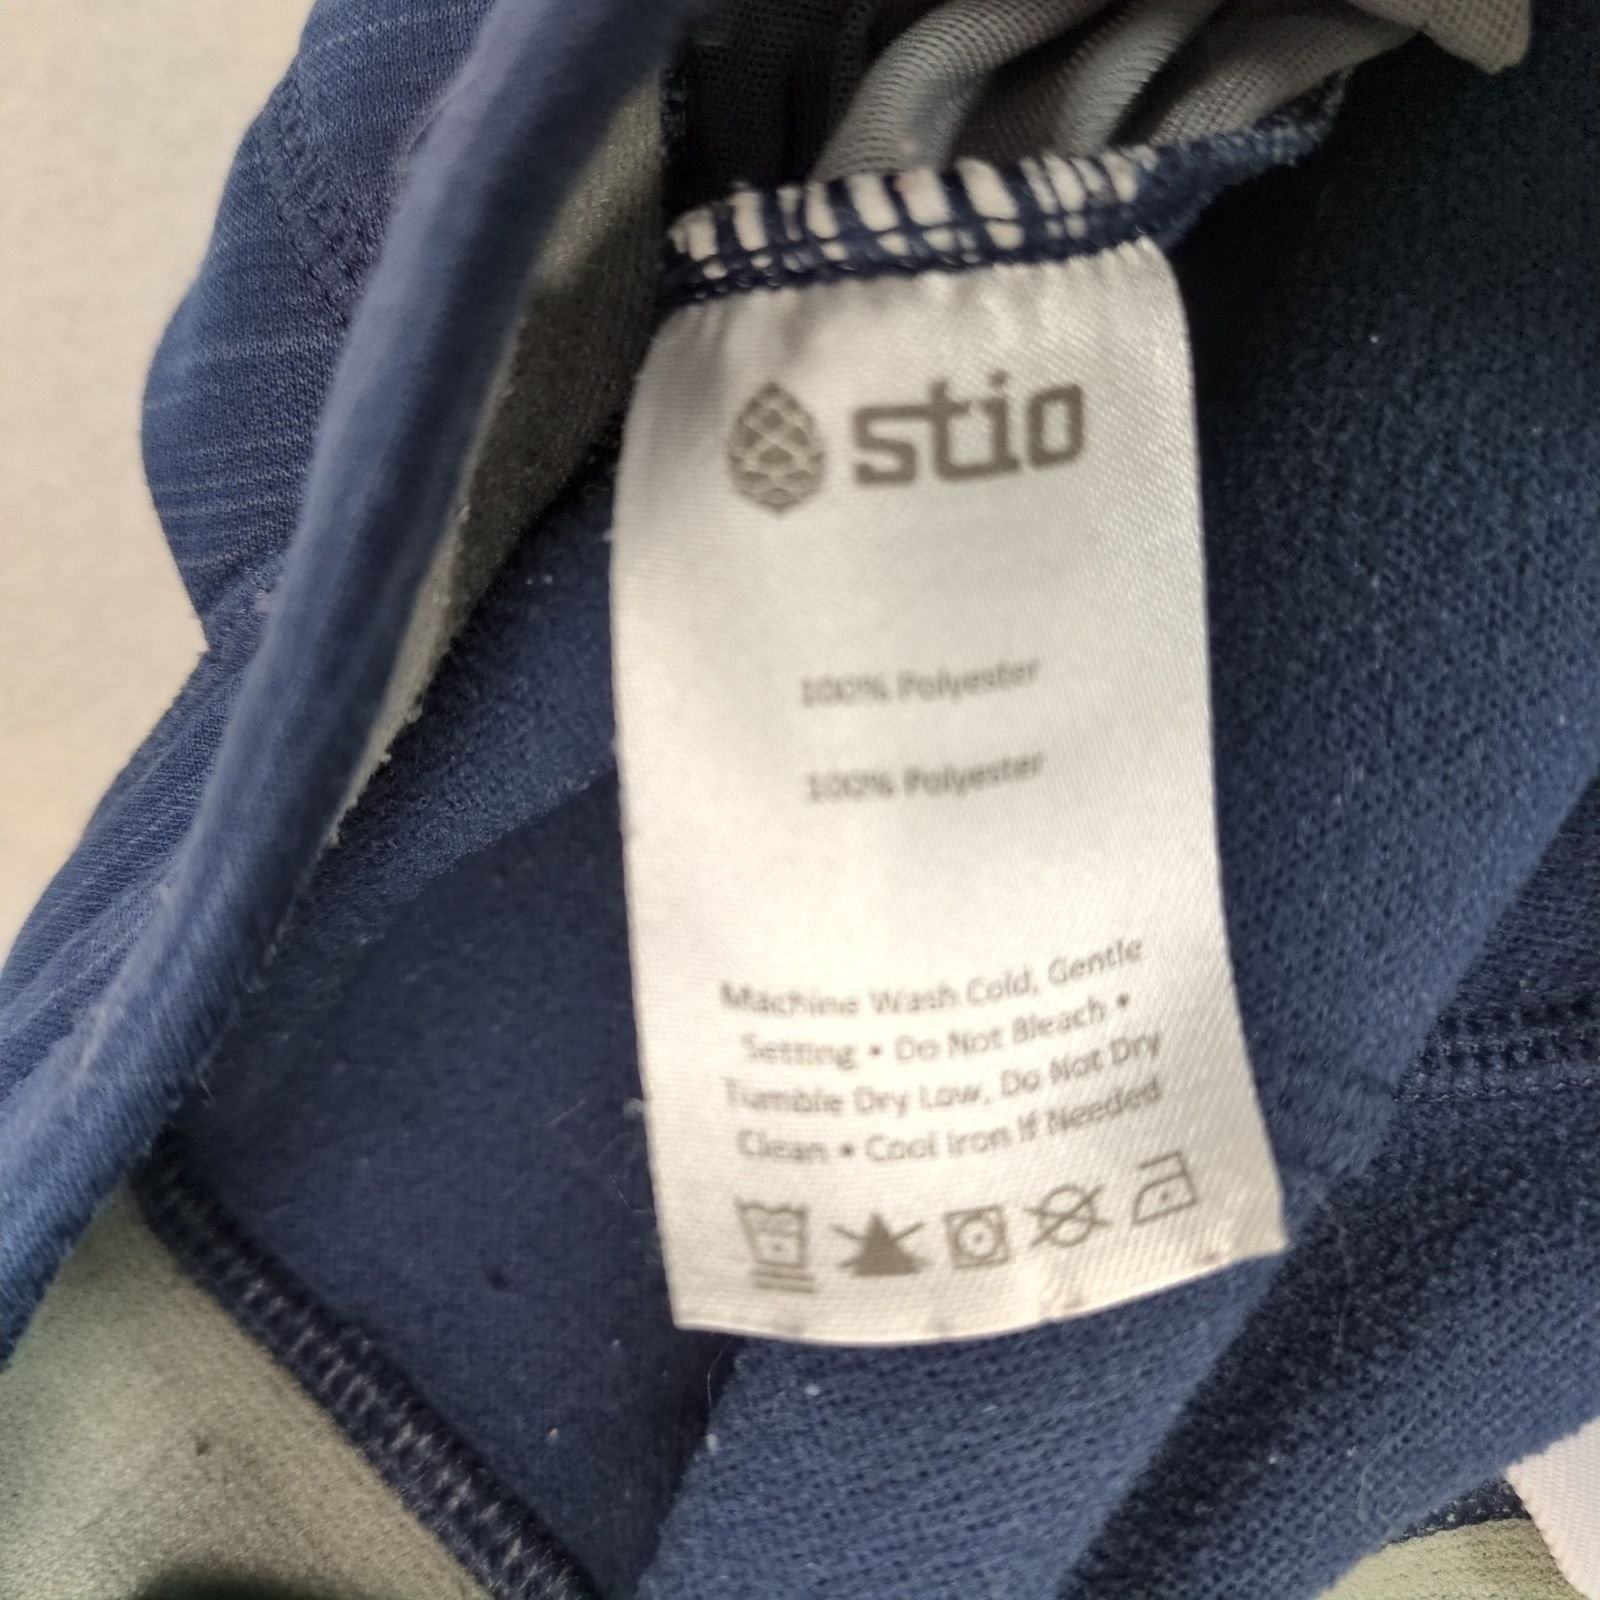 stio
100% Polyester
100% Polyester
Machine Wash Cold, Gentle
Setting • Do Not Bleach •
Tumble Dry Low, Do Not Dry
Clean • Cool Iron If Needed